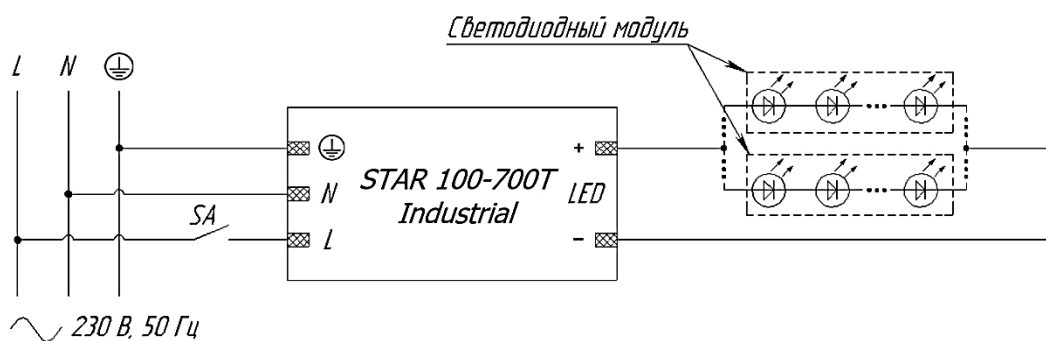 Светодиодный модуль
L N
+
STAR 100-700T
Industrial
N
LED
SA
L
–
230 В, 50 Гц